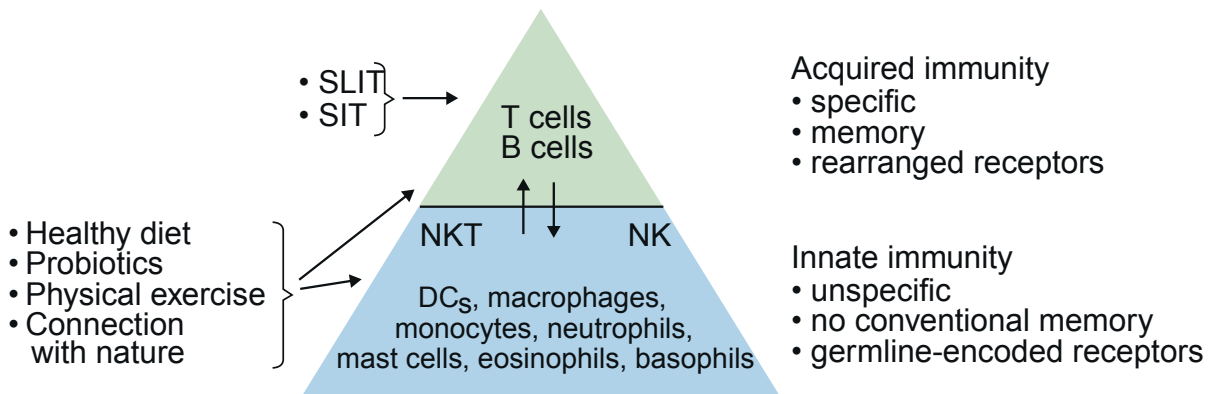 • SLIT
• SIT
T cells
B cells
Acquired immunity
• specific
• memory
• rearranged receptors
• Healthy diet
• Probiotics
• Physical exercise
• Connection
with nature
NKT
NK
DCs, macrophages,
monocytes, neutrophils,
mast cells, eosinophils, basophils
Innate immunity
• unspecific
• no conventional memory
• germline-encoded receptors